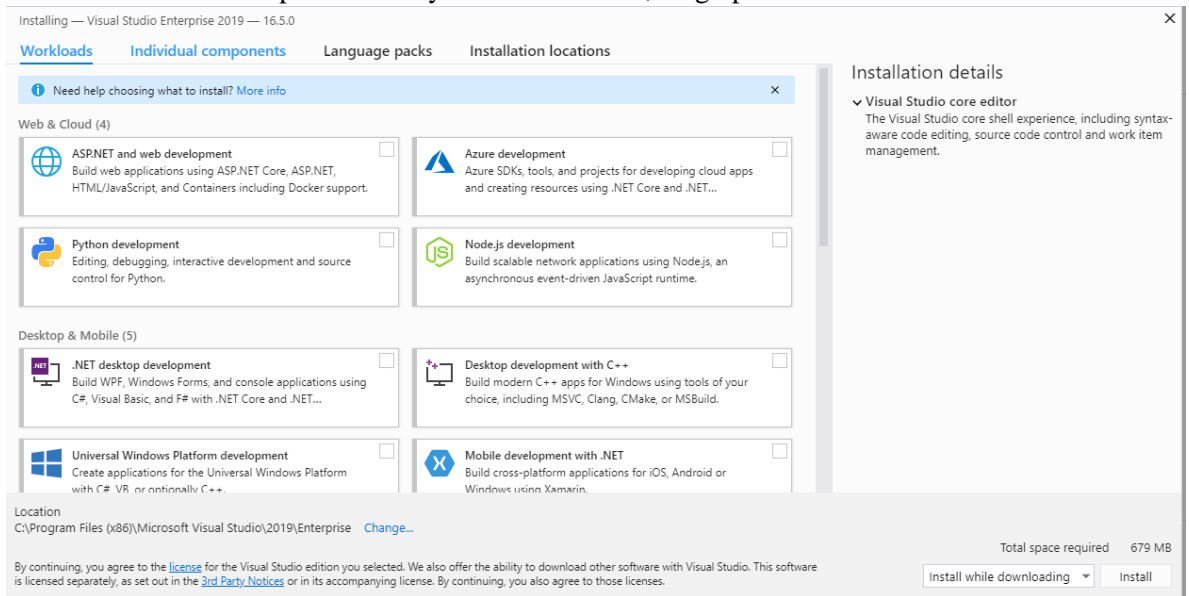 Installing — Visual Studio Enterprise 2019 — 16.5.0
Workloads Individual components Language packs Installation locations
Need help choosing what to install? More info
Web & Cloud (4)
ASP.NET and web development
Build web applications using ASP.NET Core, ASP.NET,
HTML/JavaScript, and Containers including Docker support.
Azure development
Azure SDKs, tools, and projects for developing cloud apps
and creating resources using .NET Core and .NET...
Python development
Editing, debugging, interactive development and source
control for Python.
Node.js development
Build scalable network applications using Node.js, an
asynchronous event-driven JavaScript runtime.
Desktop & Mobile (5)
.NET
.NET desktop development
Build WPF, Windows Forms, and console applications using
C#, Visual Basic, and F# with .NET Core and .NET...
Desktop development with C++
Build modern C++ apps for Windows using tools of your
choice, including MSVC, Clang, CMake, or MSBuild.
Universal Windows Platform development
Create applications for the Universal Windows Platform
with C#, VB, or optionally C++.
Mobile development with .NET
Build cross-platform applications for iOS, Android or
Windows using Xamarin.
Installation details
Visual Studio core editor
The Visual Studio core shell experience, including syntax-
aware code editing, source code control and work item
management.
Location
C:\Program Files (x86)\Microsoft Visual Studio\2019\Enterprise Change...
By continuing, you agree to the license for the Visual Studio edition you selected. We also offer the ability to download other software with Visual Studio. This software
is licensed separately, as set out in the 3rd Party Notices or in its accompanying license. By continuing, you also agree to those licenses.
Total space required 679 MB
Install while downloading Install